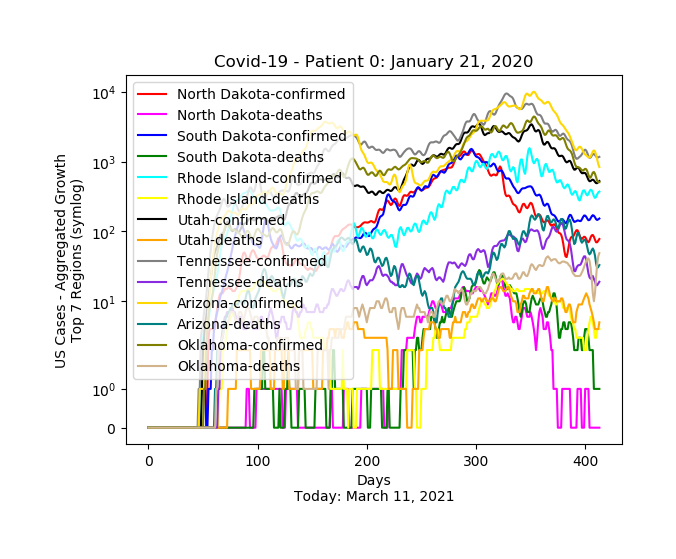 Covid-19 - Patient 0: January 21, 2020
US Cases - Aggregated Growth
Top 7 Regions (symlog)
10^4
10^3
10^2
10^1
10^0
0
North Dakota-confirmed
North Dakota-deaths
South Dakota-confirmed
South Dakota-deaths
Rhode Island-confirmed
Rhode Island-deaths
Utah-confirmed
Utah-deaths
Tennessee-confirmed
Tennessee-deaths
Arizona-confirmed
Arizona-deaths
Oklahoma-confirmed
Oklahoma-deaths
0 100 200 300 400
Days
Today: March 11, 2021